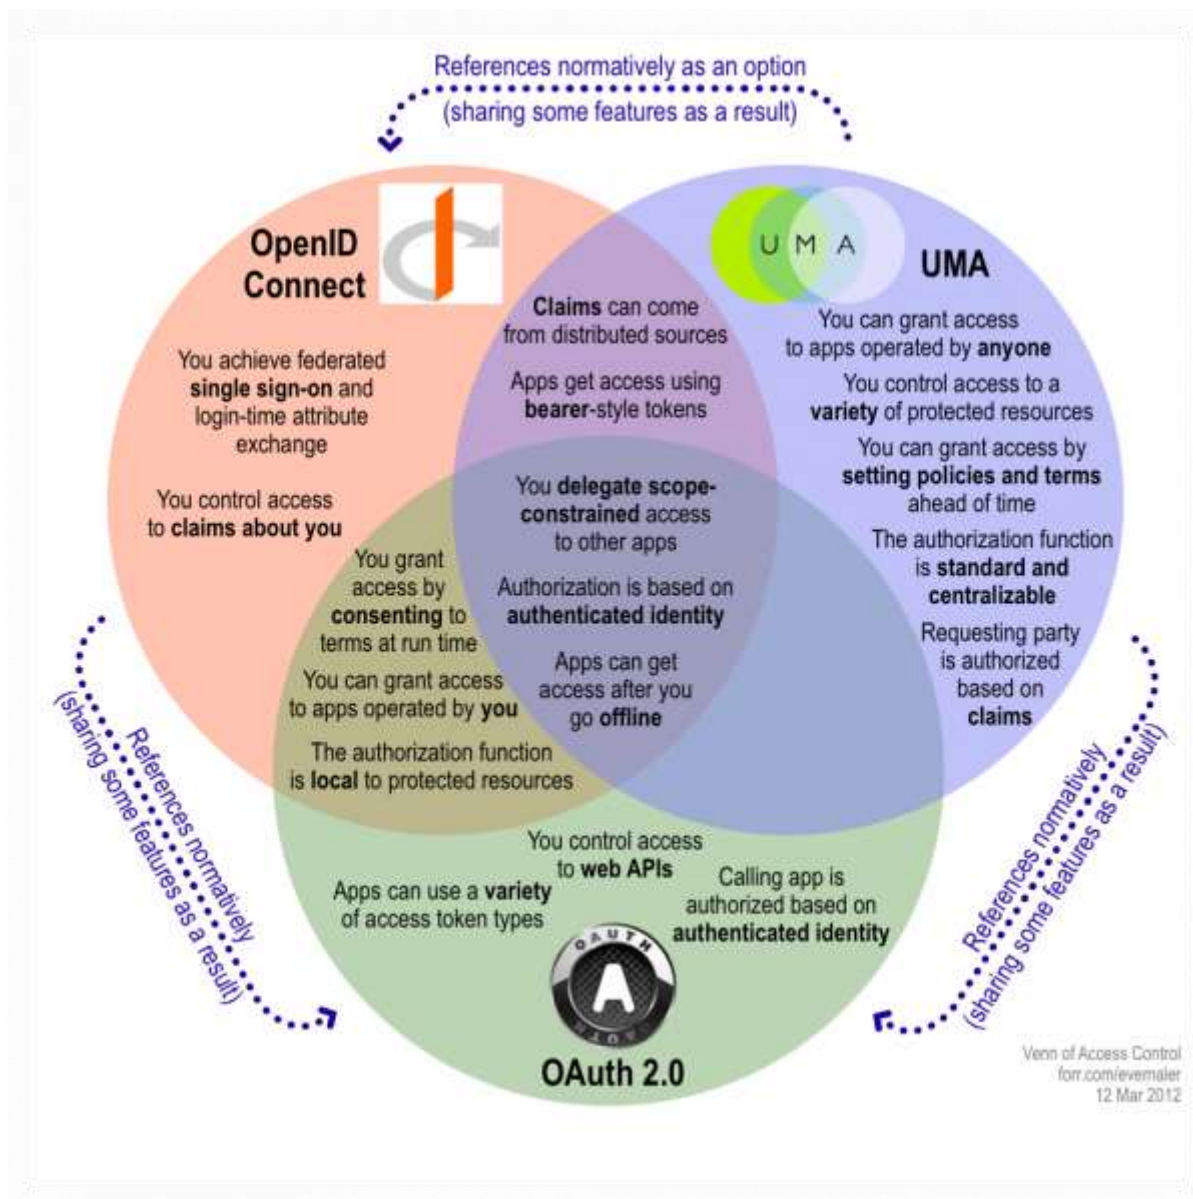 References normatively as an option
(sharing some features as a result)
OpenID
Connect
U M A
UMA
You achieve federated
single sign-on and
login-time attribute
exchange
You control access
to claims about you
Claims can come
from distributed sources
Apps get access using
bearer-style tokens
You can grant access
to apps operated by anyone
You control access to a
variety of protected resources
You can grant access by
setting policies and terms
ahead of time
The authorization function
is standard and
centralizable
Requesting party
is authorized
based on
claims
You delegate scope-
constrained access
to other apps
Authorization is based on
authenticated identity
Apps can get
access after you
go offline
You grant
access by
consenting to
terms at run time
You can grant access
to apps operated by you
The authorization function
is local to protected resources
References normatively
(sharing some features as a result)
References normatively
(sharing some features as a result)
You control access
to web APIs
Apps can use a variety
of access token types
Calling app is
authorized based on
authenticated identity
OAUTH
A
AUTH
OAuth 2.0
Venn of Access Control
forr.com/evemaler
12 Mar 2012